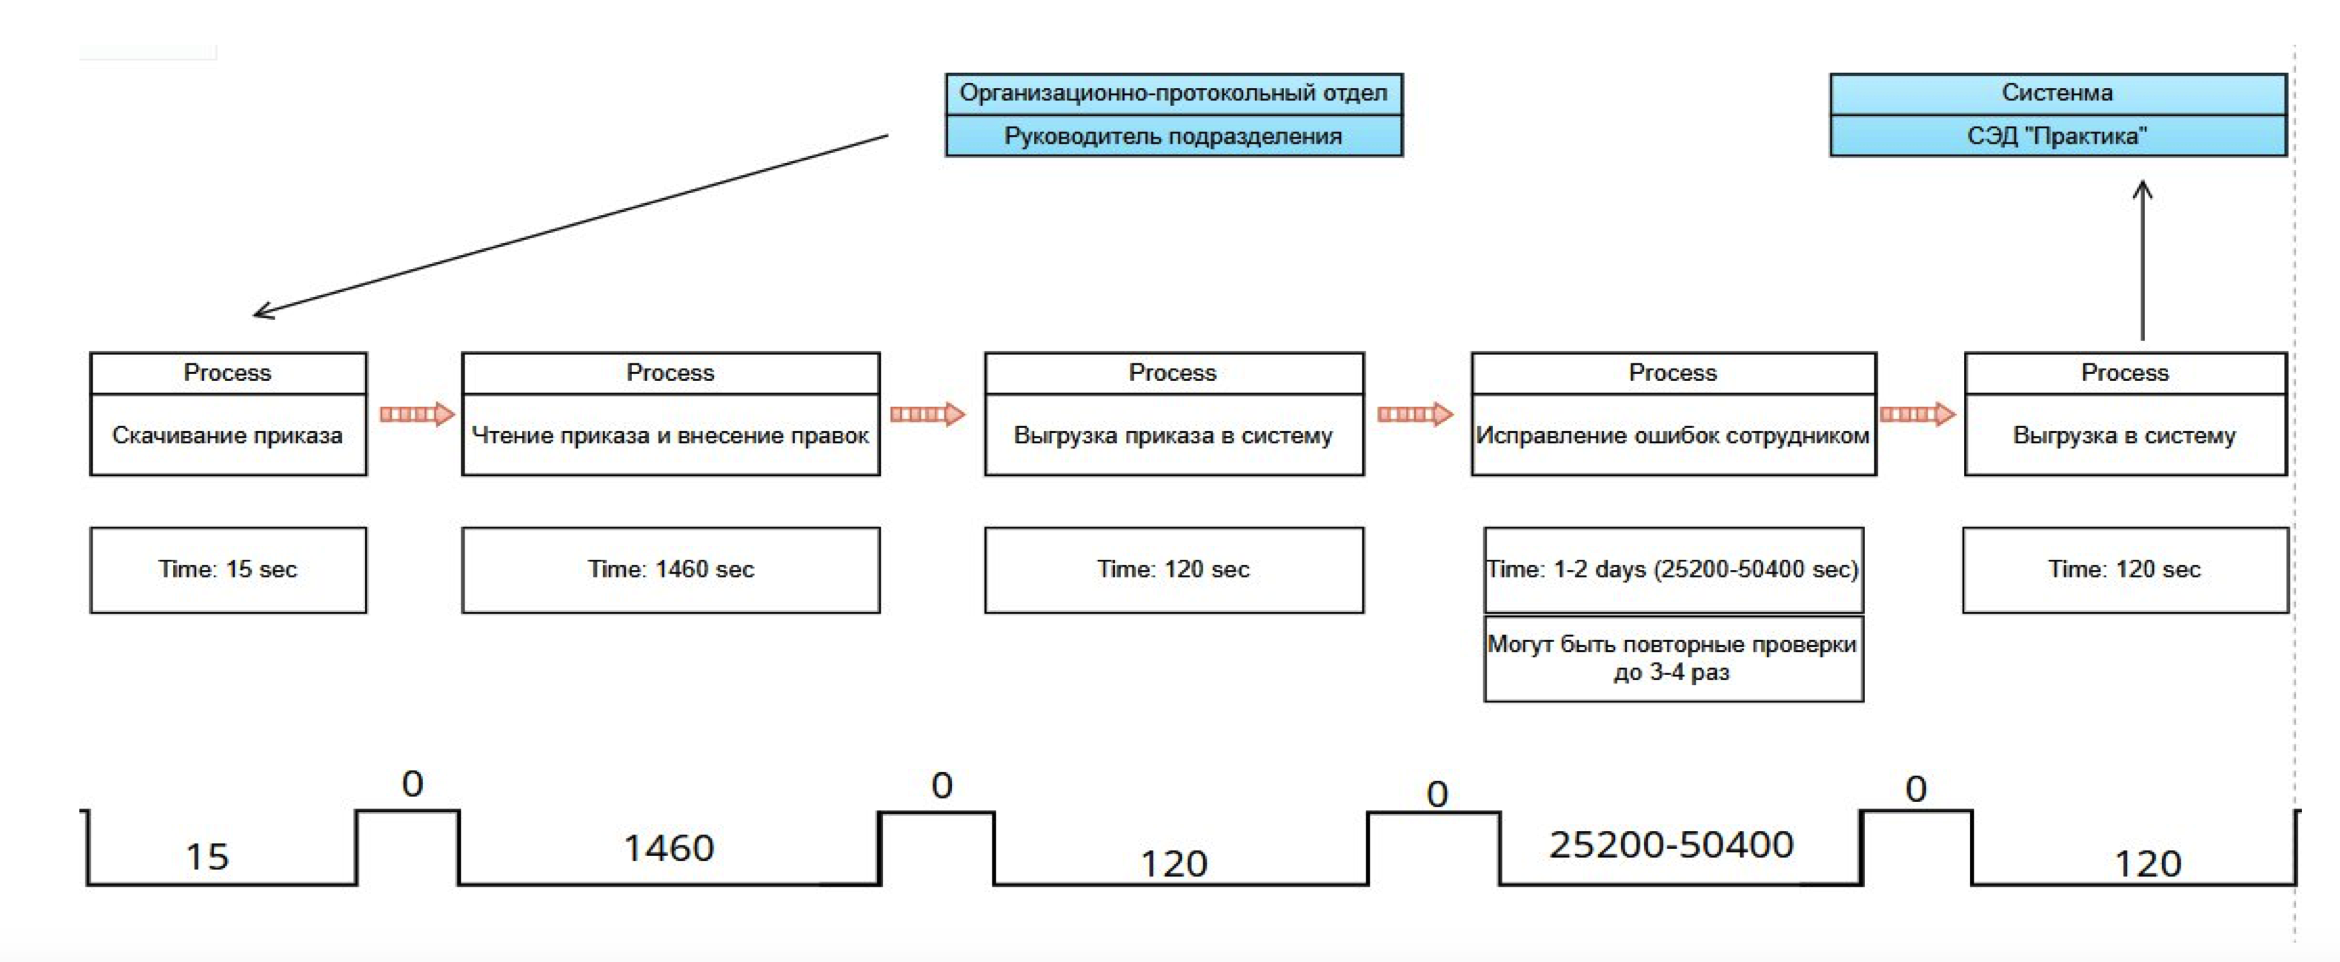 Организационно-протокольный отдел
Руководитель подразделения
Систенма
СЭД "Практика"
Process
Скачивание приказа
Process
Чтение приказа и внесение правок
Process
Выгрузка приказа в систему
Process
Исправление ошибок сотрудником
Process
Выгрузка в систему
Time: 15 sec
Time: 1460 sec
Time: 120 sec
Time: 1-2 days (25200-50400 sec)
Могут быть повторные проверки
до 3-4 раз
Time: 120 sec
15
0
1460
0
120
0
25200-50400
0
120